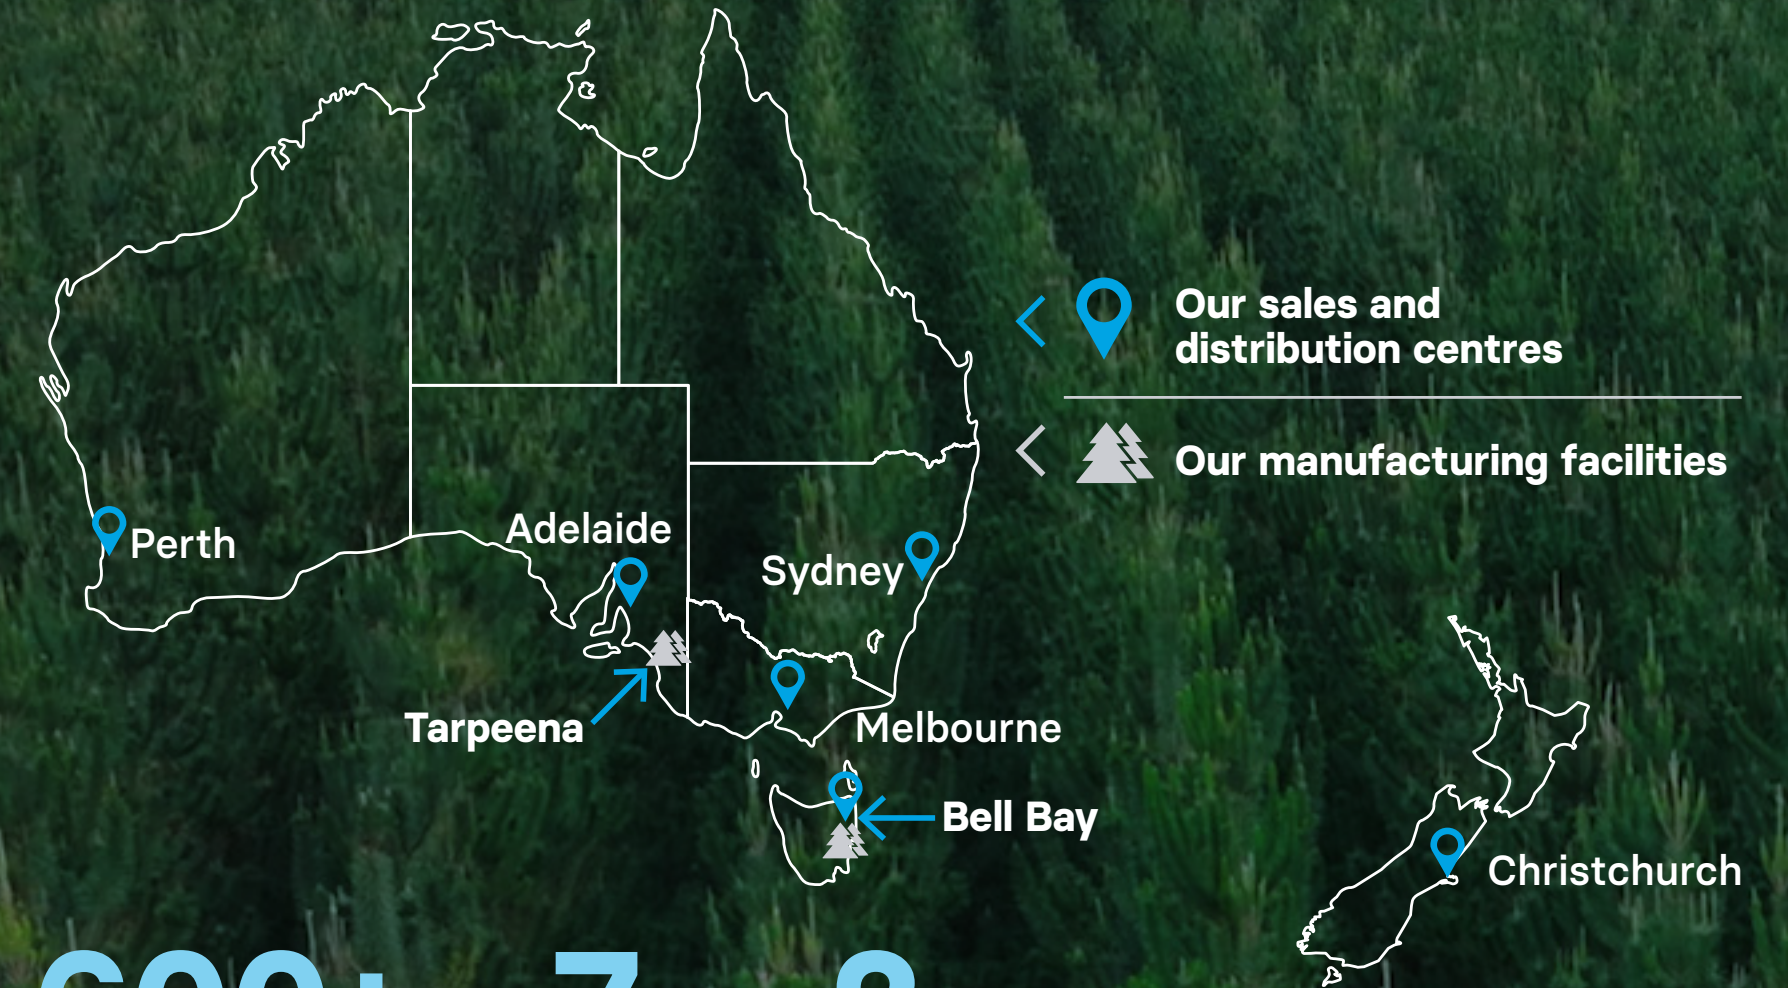 Our sales and
distribution centres
Our manufacturing facilities
Perth
Adelaide
Sydney
Tarpeena
Melbourne
Bell Bay
Christchurch